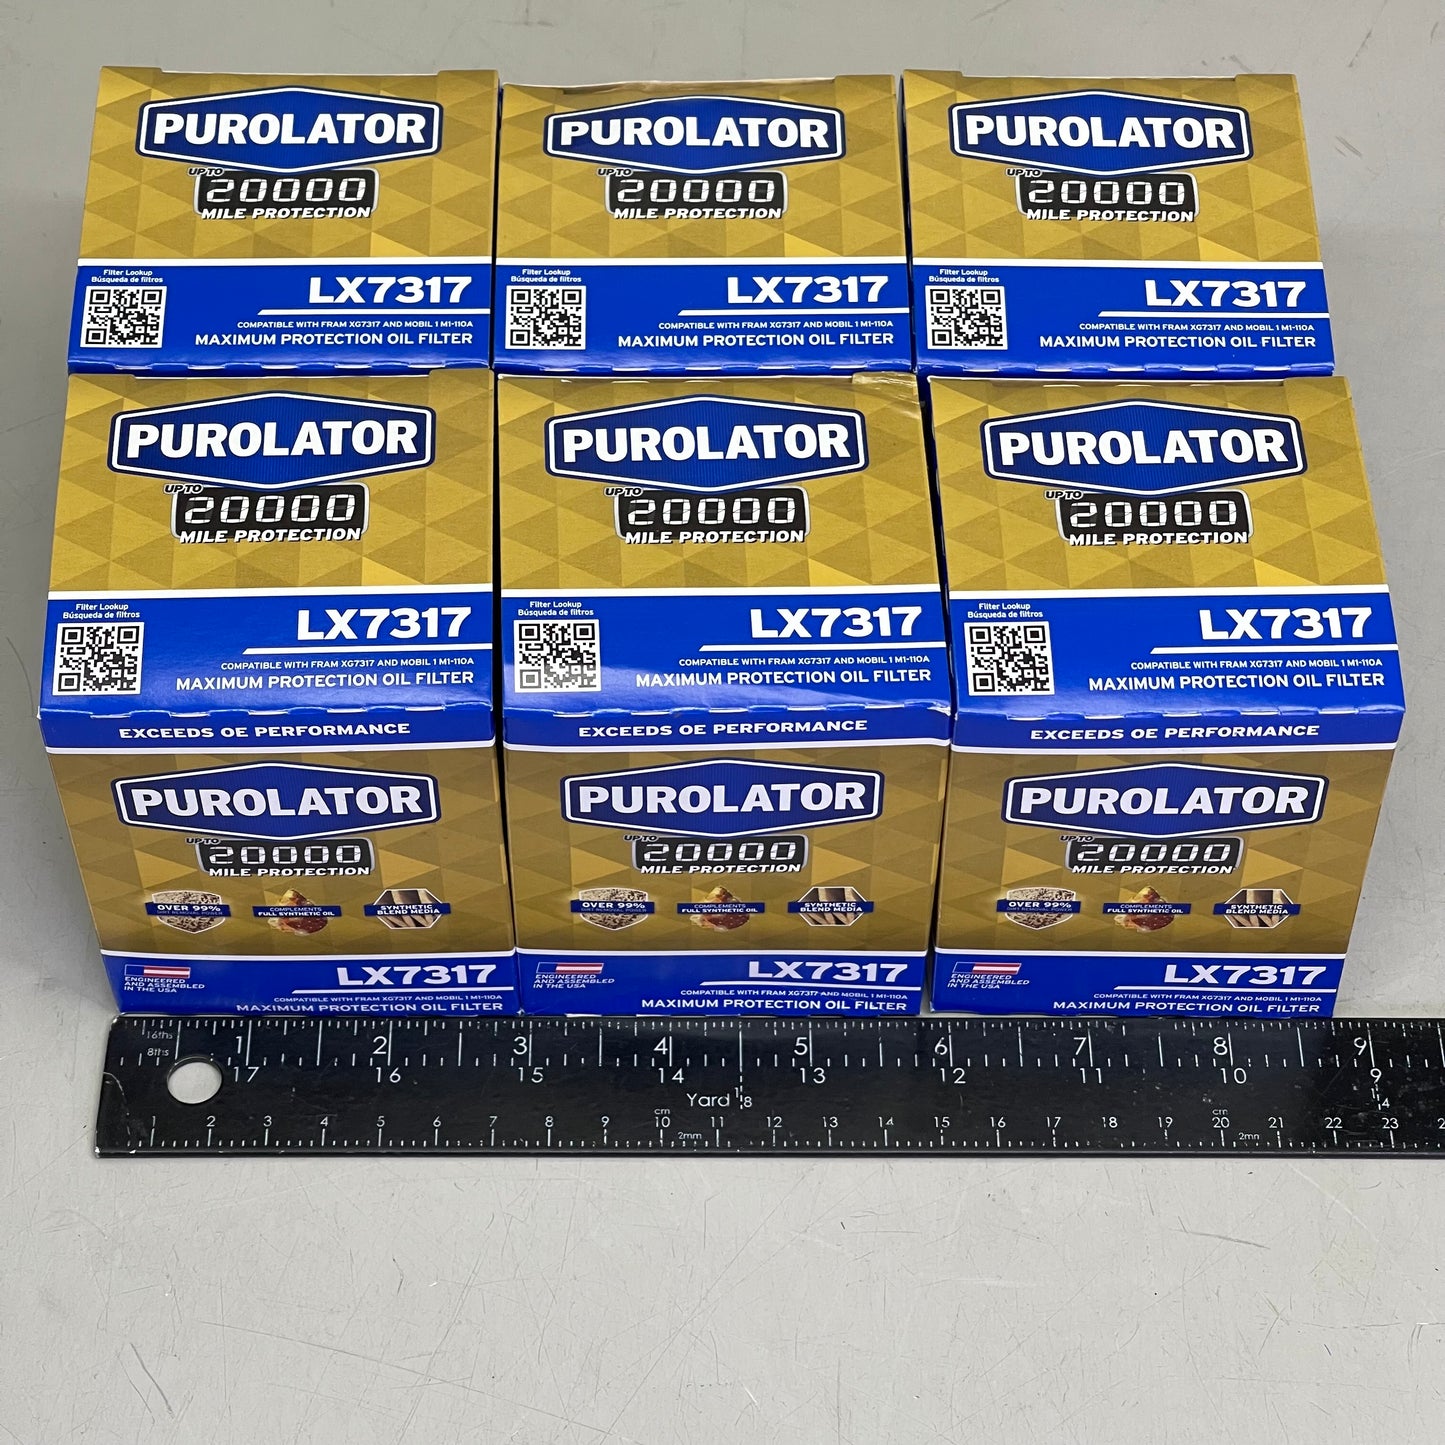 PUROLATOR
UP TO
20000
MILE PROTECTION
Filter Lookup
Búsqueda de filtros
LX7317
COMPATIBLE WITH FRAM XG7317 AND MOBIL 1 M1-110A
MAXIMUM PROTECTION OIL FILTER
PUROLATOR
UP TO
20000
MILE PROTECTION
Filter Lookup
Búsqueda de filtros
LX7317
COMPATIBLE WITH FRAM XG7317 AND MOBIL 1 M1-110A
MAXIMUM PROTECTION OIL FILTER
PUROLATOR
UP TO
20000
MILE PROTECTION
Filter Lookup
Búsqueda de filtros
LX7317
COMPATIBLE WITH FRAM XG7317 AND MOBIL 1 M1-110A
MAXIMUM PROTECTION OIL FILTER
PUROLATOR
UP TO
20000
MILE PROTECTION
Filter Lookup
Búsqueda de filtros
LX7317
COMPATIBLE WITH FRAM XG7317 AND MOBIL 1 M1-110A
MAXIMUM PROTECTION OIL FILTER
EXCEEDS OE PERFORMANCE
PUROLATOR
UP TO
20000
MILE PROTECTION
OVER 99%
DIRT REMOVAL POWER
COMPLEMENTS
FULL SYNTHETIC OIL
SYNTHETIC
BLEND MEDIA
ENGINEERED
AND ASSEMBLED
IN THE USA
LX7317
COMPATIBLE WITH FRAM XG7317 AND MOBIL 1 M1-110A
MAXIMUM PROTECTION OIL FILTER
PUROLATOR
UP TO
20000
MILE PROTECTION
Filter Lookup
Búsqueda de filtros
LX7317
COMPATIBLE WITH FRAM XG7317 AND MOBIL 1 M1-110A
MAXIMUM PROTECTION OIL FILTER
EXCEEDS OE PERFORMANCE
PUROLATOR
UP TO
20000
MILE PROTECTION
OVER 99%
DIRT REMOVAL POWER
COMPLEMENTS
FULL SYNTHETIC OIL
SYNTHETIC
BLEND MEDIA
ENGINEERED
AND ASSEMBLED
IN THE USA
LX7317
COMPATIBLE WITH FRAM XG7317 AND MOBIL 1 M1-110A
MAXIMUM PROTECTION OIL FILTER
PUROLATOR
UP TO
20000
MILE PROTECTION
Filter Lookup
Búsqueda de filtros
LX7317
COMPATIBLE WITH FRAM XG7317 AND MOBIL 1 M1-110A
MAXIMUM PROTECTION OIL FILTER
EXCEEDS OE PERFORMANCE
PUROLATOR
UP TO
20000
MILE PROTECTION
OVER 99%
DIRT REMOVAL POWER
COMPLEMENTS
FULL SYNTHETIC OIL
SYNTHETIC
BLEND MEDIA
ENGINEERED
AND ASSEMBLED
IN THE USA
LX7317
COMPATIBLE WITH FRAM XG7317 AND MOBIL 1 M1-110A
MAXIMUM PROTECTION OIL FILTER
16ths
8ths
1 2 3 4 5 6 7 8 9
17 16 15 14 13 12 11 10 9
Yard 1/8 1/4
cm cm
1 2 3 4 5 6 7 8 9 10 11 12 13 14 15 16 17 18 19 20 21 22 23
2mm 2mm